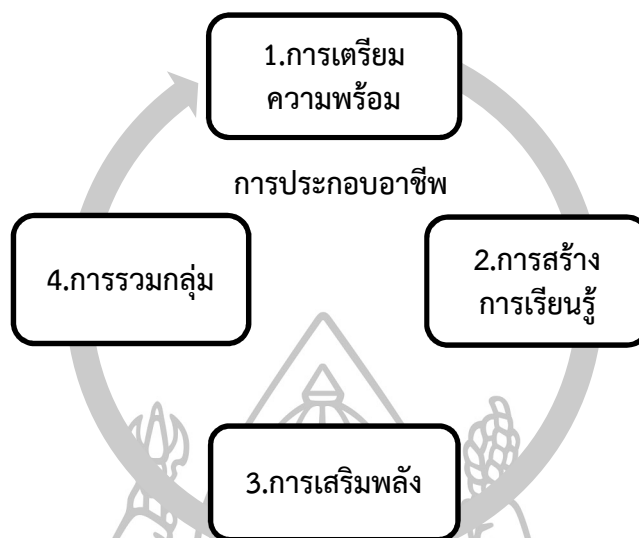 1.การเตรียม
ความพร้อม
การประกอบอาชีพ
2.การสร้าง
การเรียนรู้
3.การเสริมพลัง
4.การรวมกลุ่ม